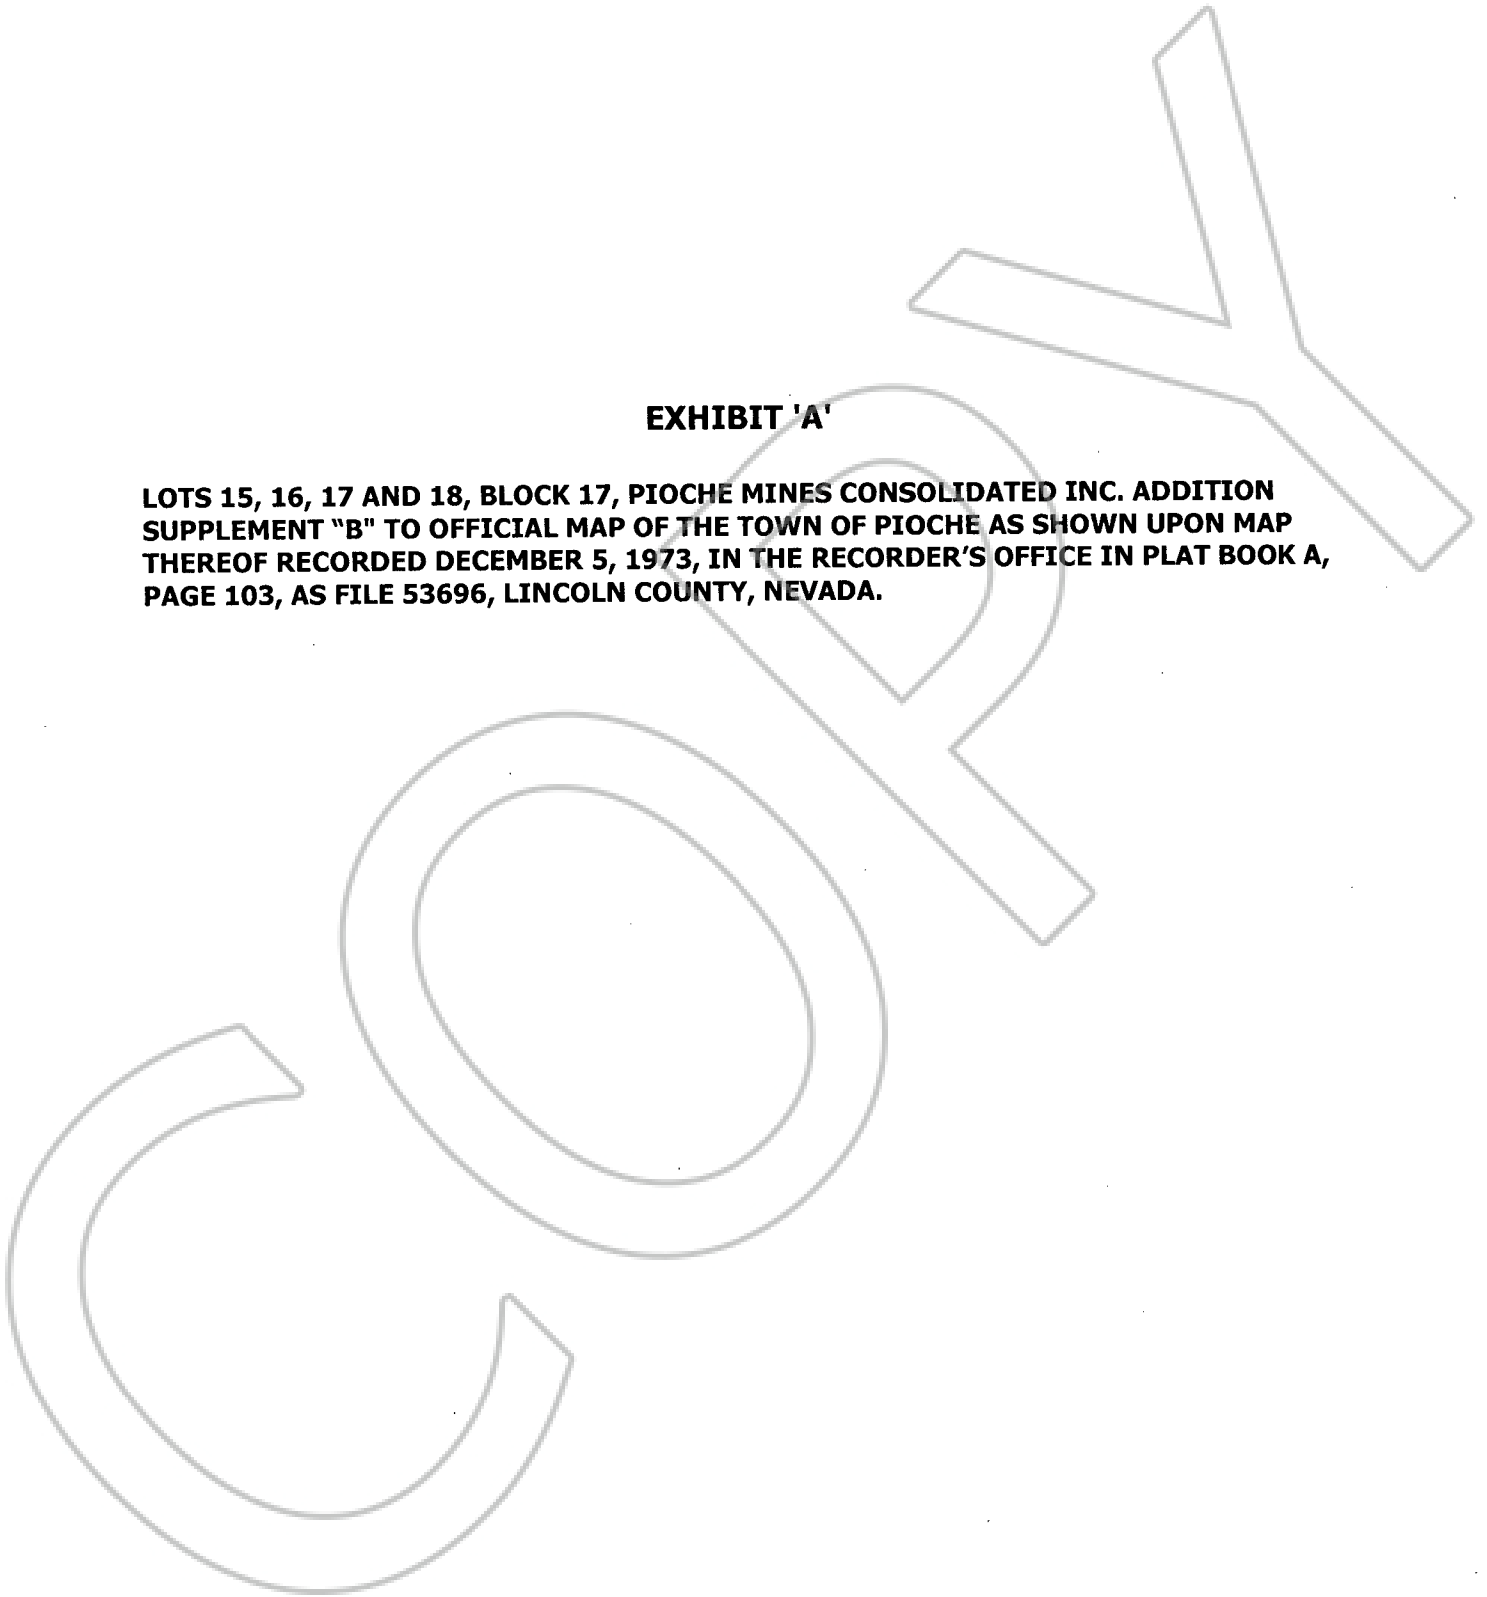 EXHIBIT 'A'
LOTS 15, 16, 17 AND 18, BLOCK 17, PIOCHE MINES CONSOLIDATED INC. ADDITION
SUPPLEMENT “B" TO OFFICIAL MAP OF THE TOWN OF PIOCHE AS SHOWN UPON MAP
THEREOF RECORDED DECEMBER 5, 1973, IN THE RECORDER’S OFFICE IN PLAT BOOK A,
PAGE 103, AS FILE 53696, LINCOLN COUNTY, NEVADA.
COPY